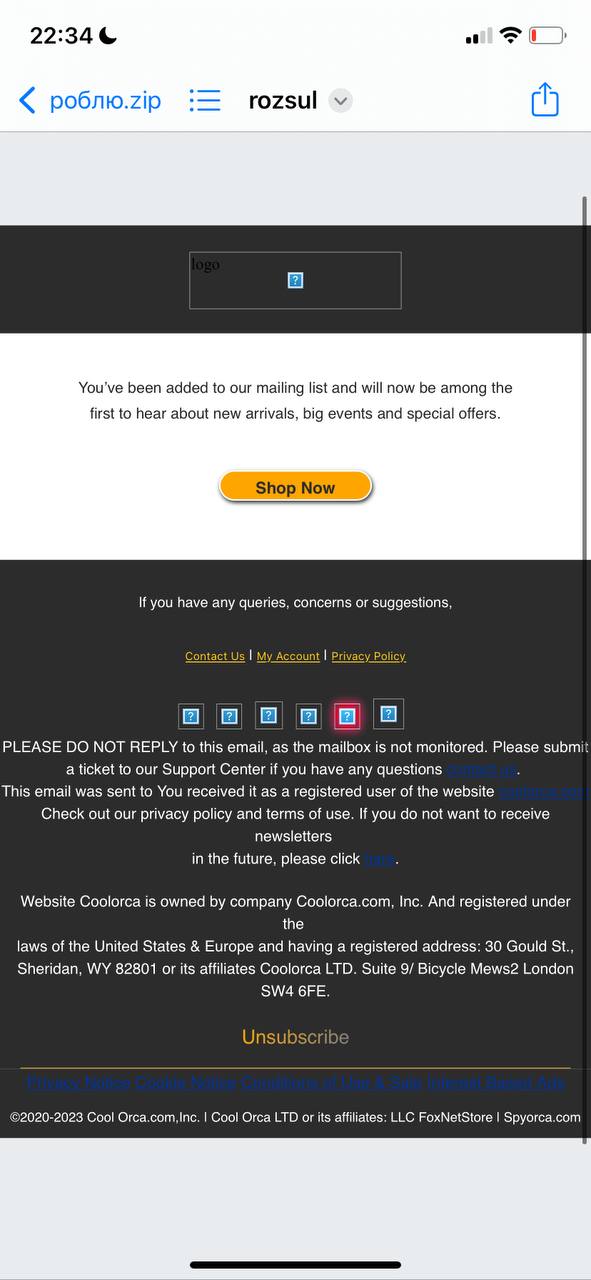 22:34
роблю.zip
rozsul
logo
You've been added to our mailing list and will now be among the
first to hear about new arrivals, big events and special offers.
Shop Now
If you have any queries, concerns or suggestions,
Contact Us | My Account | Privacy Policy
PLEASE DO NOT REPLY to this email, as the mailbox is not monitored. Please submit
a ticket to our Support Center if you have any questions contact us.
This email was sent to You received it as a registered user of the website coolorca.com
Check out our privacy policy and terms of use. If you do not want to receive
newsletters
in the future, please click here.
Website Coolorca is owned by company Coolorca.com, Inc. And registered under
the
laws of the United States & Europe and having a registered address: 30 Gould St.,
Sheridan, WY 82801 or its affiliates Coolorca LTD. Suite 9/ Bicycle Mews2 London
SW4 6FE.
Unsubscribe
Privacy Notice Cookie Notice Conditions of Use & Sale Internet Based Ads
©2020-2023 Cool Orca.com,Inc. | Cool Orca LTD or its affiliates: LLC FoxNetStore | Spyorca.com